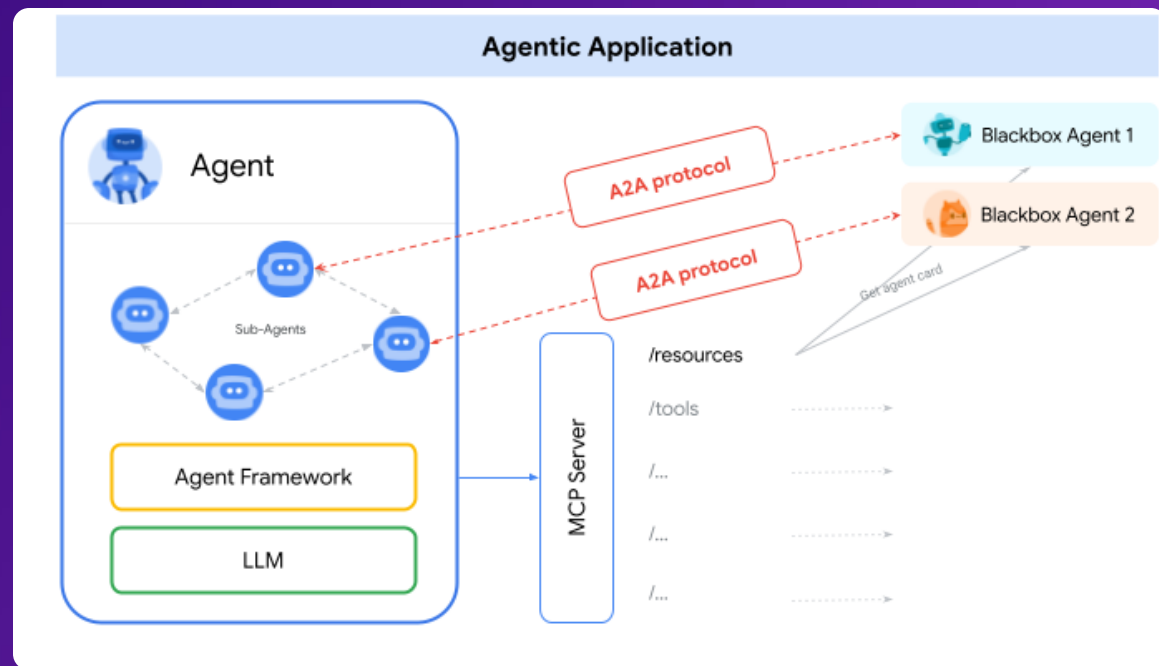 Agentic Application
Agent
A2A protocol
Blackbox Agent 1
A2A protocol
Blackbox Agent 2
Get agent card
Sub-Agents
Agent Framework
LLM
MCP Server
/resources
/tools
/...
/...
/...